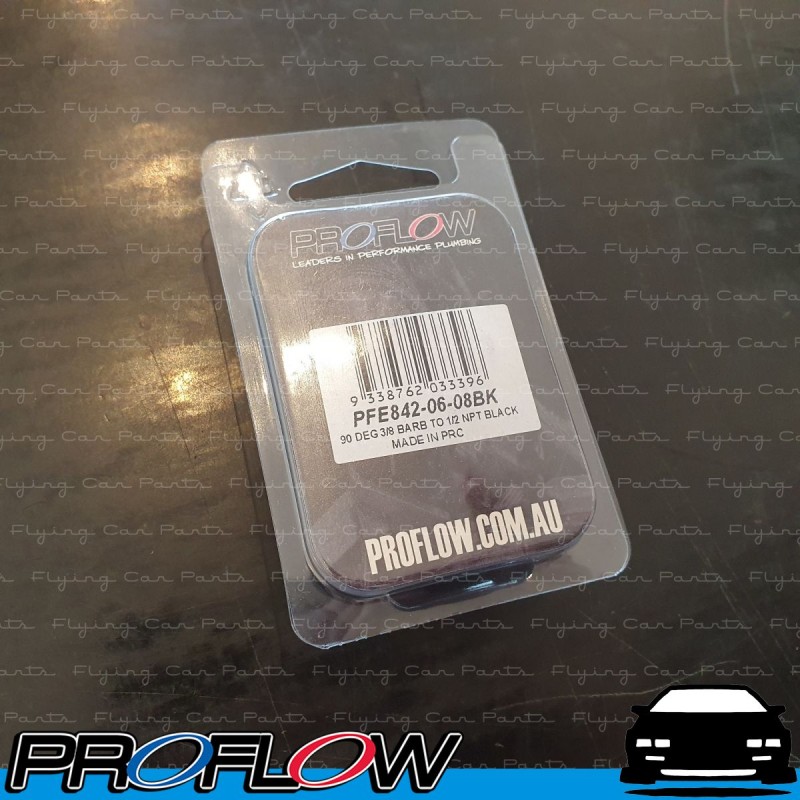 PROFLOW
LEADERS IN PERFORMANCE PLUMBING
9 338762 033396
PFE842-06-08BK
90 DEG 3/8 BARB TO 1/2 NPT BLACK
MADE IN PRC
PROFLOW.COM.AU
Flying Car Parts
PROFLOW